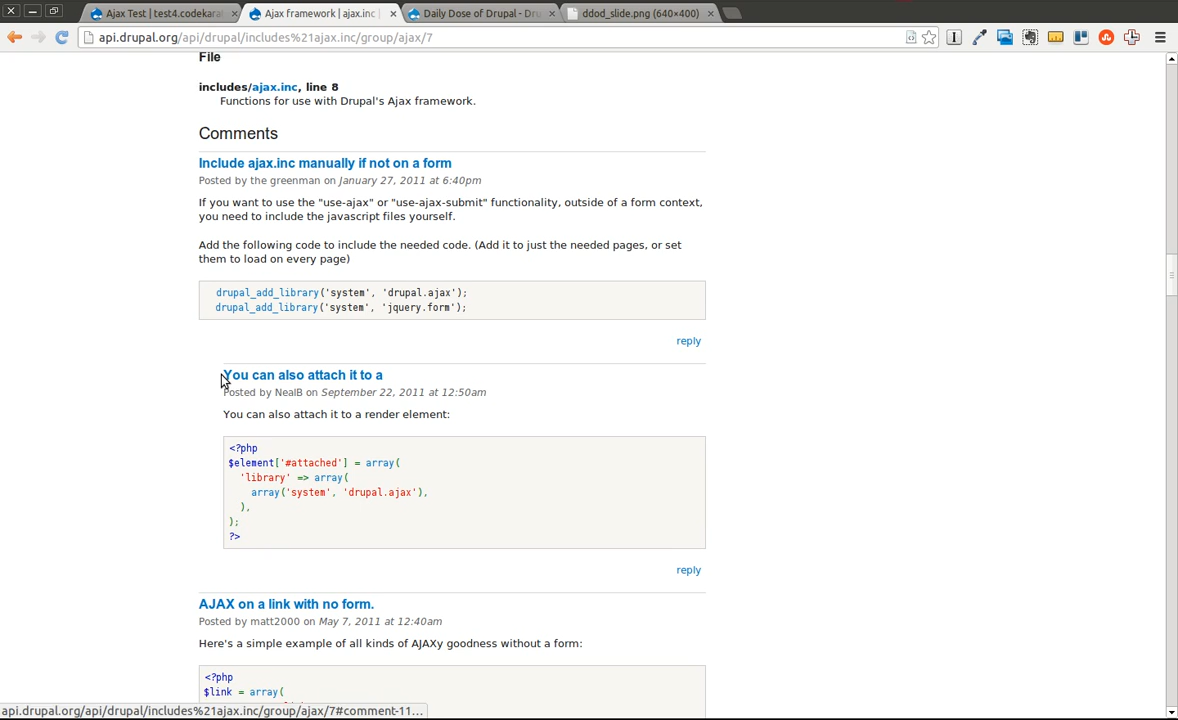 Ajax Test | test4.codekara
Ajax framework | ajax.inc
Daily Dose of Drupal - Dru
ddod_slide.png (640×400)
api.drupal.org/api/drupal/includes%21ajax.inc/group/ajax/7
File
includes/ajax.inc, line 8
Functions for use with Drupal's Ajax framework.
Comments
Include ajax.inc manually if not on a form
Posted by the greenman on January 27, 2011 at 6:40pm
If you want to use the "use-ajax" or "use-ajax-submit" functionality, outside of a form context,
you need to include the javascript files yourself.
Add the following code to include the needed code. (Add it to just the needed pages, or set
them to load on every page)
drupal_add_library('system', 'drupal.ajax');
drupal_add_library('system', 'jquery.form');
reply
You can also attach it to a
Posted by NealB on September 22, 2011 at 12:50am
You can also attach it to a render element:
<?php
$element['#attached'] = array(
'library' => array(
array('system', 'drupal.ajax'),
),
);
?>
reply
AJAX on a link with no form.
Posted by matt2000 on May 7, 2011 at 12:40am
Here's a simple example of all kinds of AJAXy goodness without a form:
<?php
$link = array(
api.drupal.org/api/drupal/includes%21ajax.inc/group/ajax/7#comment-11...